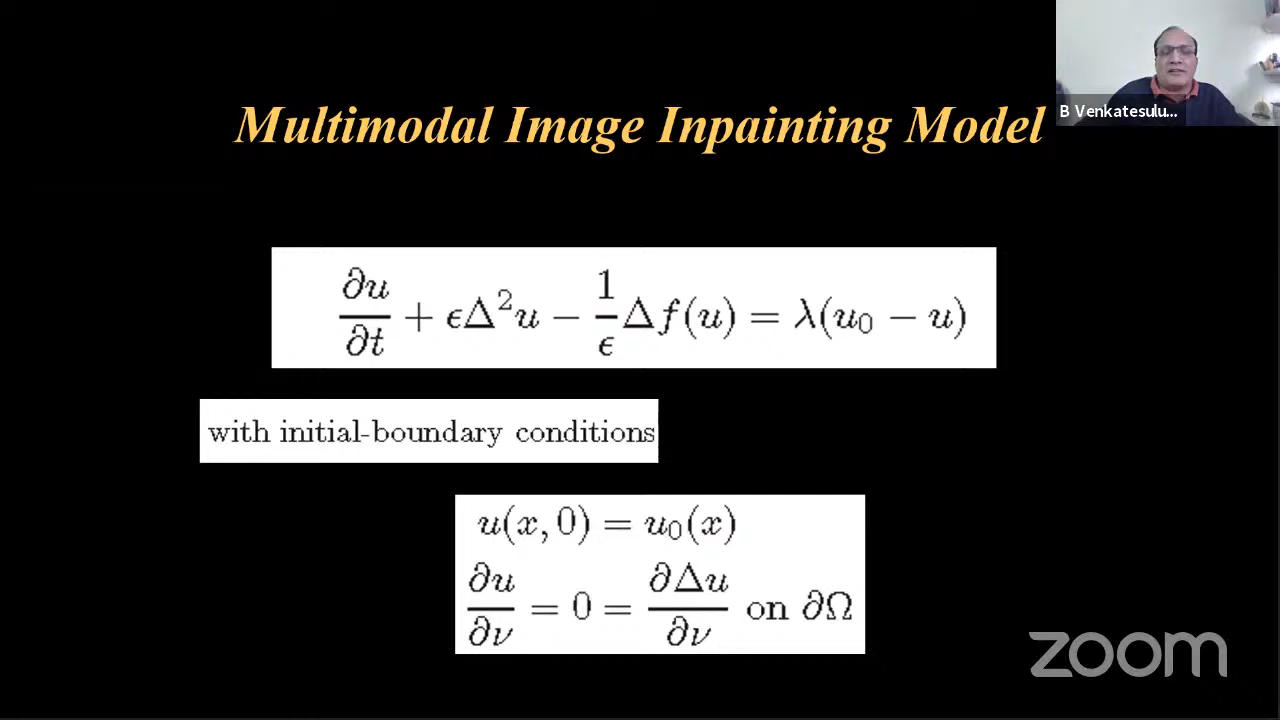 Multimodal Image Inpainting Model
B Venkatesulu...
∂u/∂t + ϵΔ²u − 1/ϵ Δf(u) = λ(u₀ − u)
with initial-boundary conditions
u(x, 0) = u₀(x)
∂u/∂ν = 0 = ∂Δu/∂ν on ∂Ω
zoom